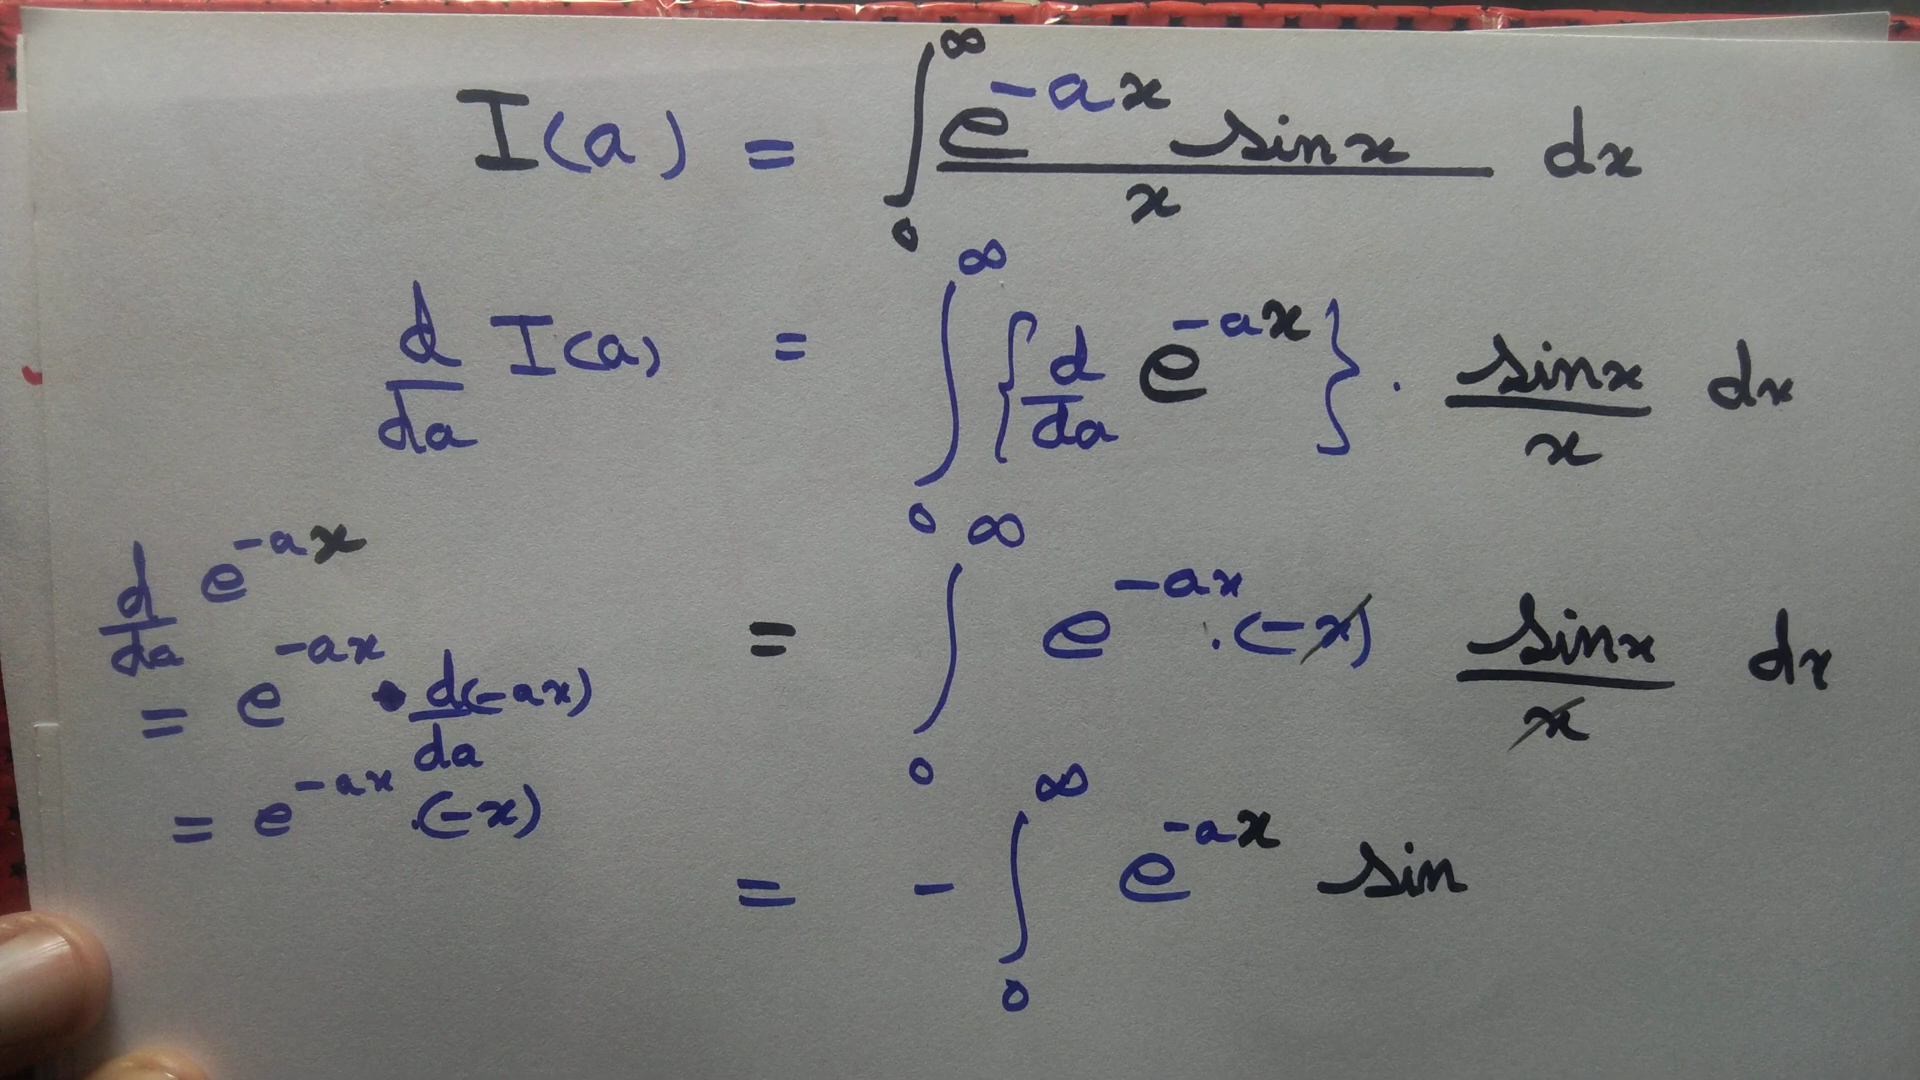 I(a) = ∫₀^∞ e^{-ax} sinx / x dx
d/da I(a) = ∫₀^∞ {d/da e^{-ax}} · sinx/x dx
d/da e^{-ax}
= e^{-ax} · d(-ax)/da
= e^{-ax} ·(-x)
= ∫₀^∞ e^{-ax} ·(-x) sinx/x dx
= - ∫₀^∞ e^{-ax} sin